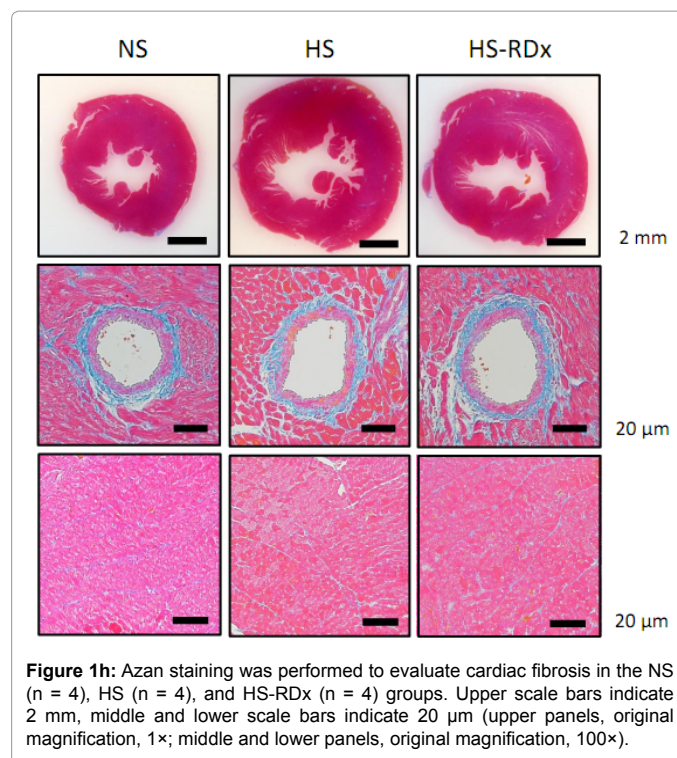 NS HS HS-RDx
2 mm
20 µm
20 µm
Figure 1h: Azan staining was performed to evaluate cardiac fibrosis in the NS
(n = 4), HS (n = 4), and HS-RDx (n = 4) groups. Upper scale bars indicate
2 mm, middle and lower scale bars indicate 20 µm (upper panels, original
magnification, 1×; middle and lower panels, original magnification, 100×).